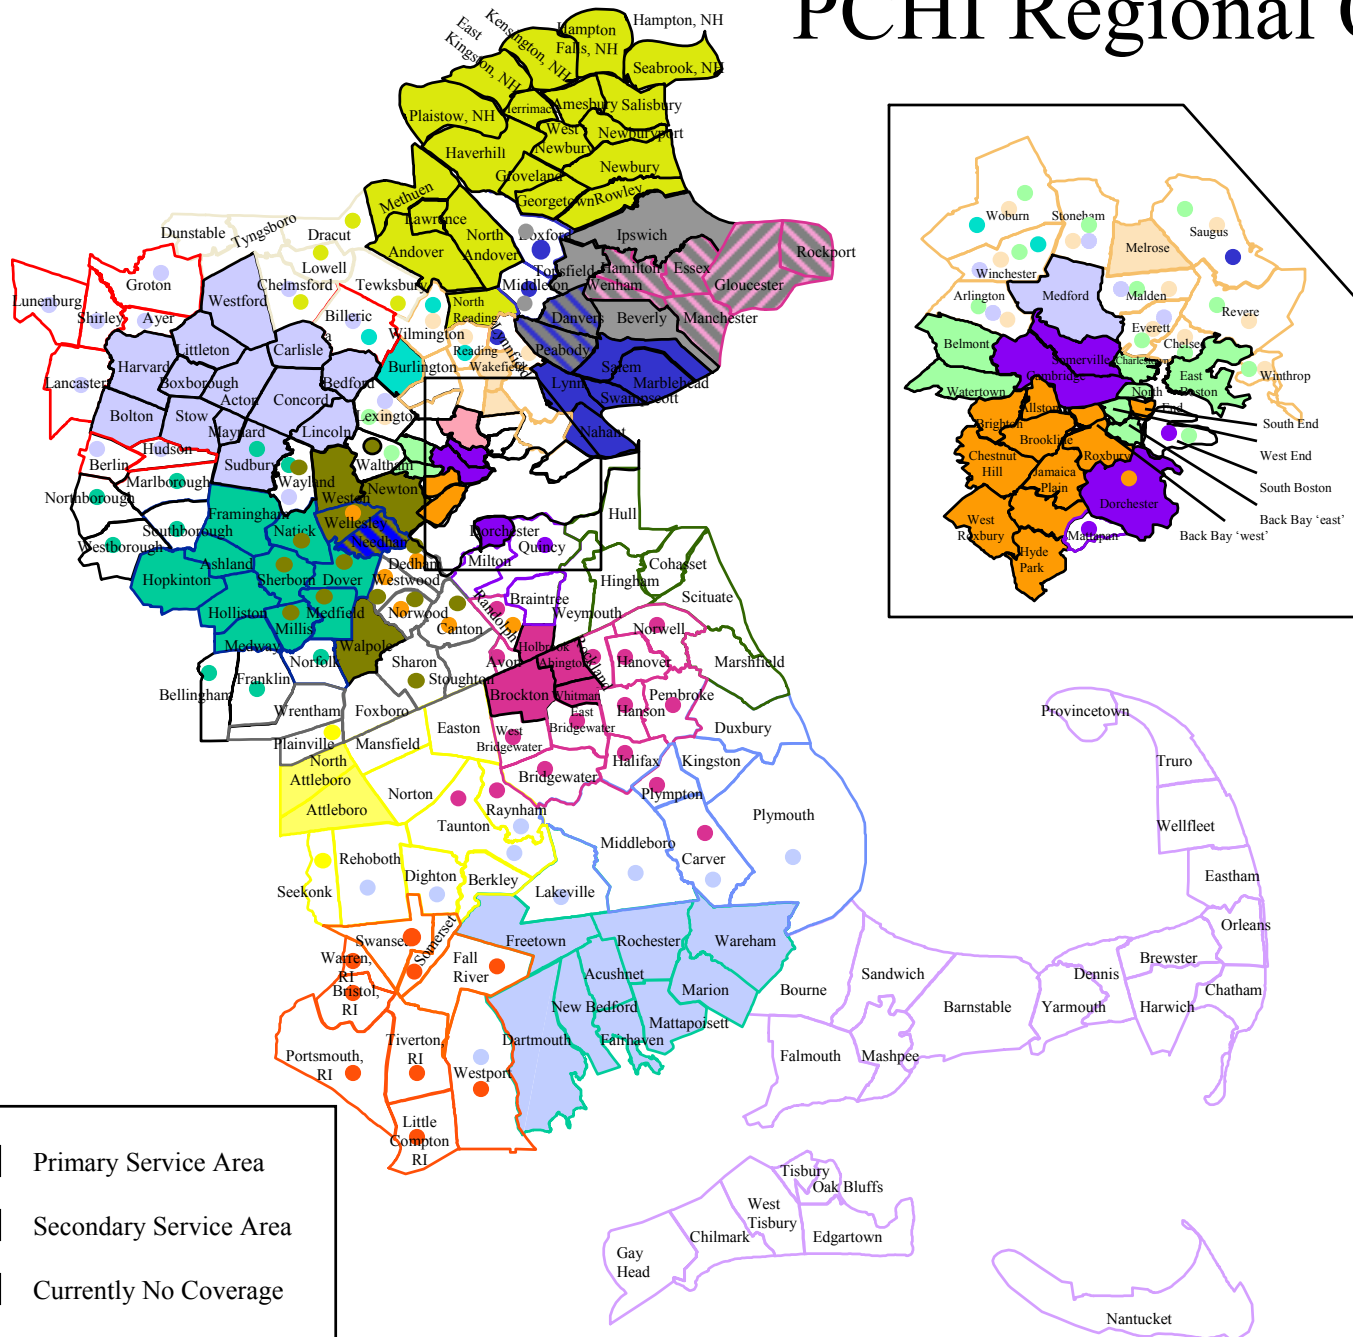 PCHI Regional
Hampton, NH
Hampton
Falls, NH
Kensington, NH
East
Kingston, NH
Seabrook, NH
Plaistow, NH
Merrimac
Amesbury
Salisbury
West
Newbury
Newburyport
Haverhill
Newbury
Groveland
Georgetown
Rowley
Methuen
Lawrence
Andover
North
Andover
Boxford
Ipswich
Topsfield
Hamilton
Essex
Rockport
Middleton
Wenham
Gloucester
Danvers
Beverly
Manchester
Peabody
Salem
Lynn
Marblehead
Swampscott
Nahant
Dunstable
Tyngsboro
Dracut
Lowell
Chelmsford
Tewksbury
North
Reading
Lynnfield
Groton
Westford
Billeric
a
Wilmington
Reading
Wakefield
Lunenburg
Shirley
Ayer
Littleton
Carlisle
Burlington
Harvard
Boxborough
Bedford
Lancaster
Acton
Concord
Bolton
Stow
Maynard
Lincoln
Lexington
Hudson
Berlin
Sudbury
Waltham
Marlborough
Wayland
Northborough
Weston
Newton
Framingham
Southborough
Natick
Wellesley
Needham
Westborough
Ashland
Dedham
Hopkinton
Sherborn
Dover
Westwood
Holliston
Medfield
Norwood
Millis
Canton
Medway
Walpole
Norfolk
Sharon
Franklin
Stoughton
Bellingham
Wrentham
Foxboro
Plainville
Mansfield
Dorchester
Quincy
Milton
Hull
Cohasset
Hingham
Scituate
Braintree
Weymouth
Randolph
Norwell
Holbrook
Avon
Abington
Rockland
Hanover
Marshfield
Brockton
Whitman
Pembroke
East
Bridgewater
Hanson
Easton
West
Bridgewater
Duxbury
Halifax
Kingston
Bridgewater
Plympton
North
Attleboro
Attleboro
Norton
Raynham
Taunton
Plymouth
Middleboro
Carver
Rehoboth
Dighton
Berkley
Seekonk
Lakeville
Somerset
Freetown
Rochester
Wareham
Warren,
RI
Fall
River
Acushnet
Bristol,
RI
Marion
New Bedford
Mattapoisett
Bourne
Portsmouth,
RI
Tiverton,
RI
Dartmouth
Fairhaven
Westport
Little
Compton
RI
Provincetown
Truro
Wellfleet
Eastham
Orleans
Brewster
Dennis
Sandwich
Chatham
Barnstable
Yarmouth
Harwich
Falmouth
Mashpee
Tisbury
Oak Bluffs
West
Tisbury
Chilmark
Edgartown
Gay
Head
Nantucket
Woburn
Stoneham
Saugus
Melrose
Winchester
Arlington
Medford
Malden
Revere
Everett
Belmont
Chelsea
Somerville
Charlestown
Cambridge
East
Boston
Winthrop
Watertown
North
End
Allston
Brighton
South End
Brookline
Chestnut
Hill
Roxbury
West End
Jamaica
Plain
South Boston
Dorchester
West
Roxbury
Mattapan
Back Bay ‘east’
Back Bay ‘west’
Hyde
Park
Primary Service Area
Secondary Service Area
Currently No Coverage